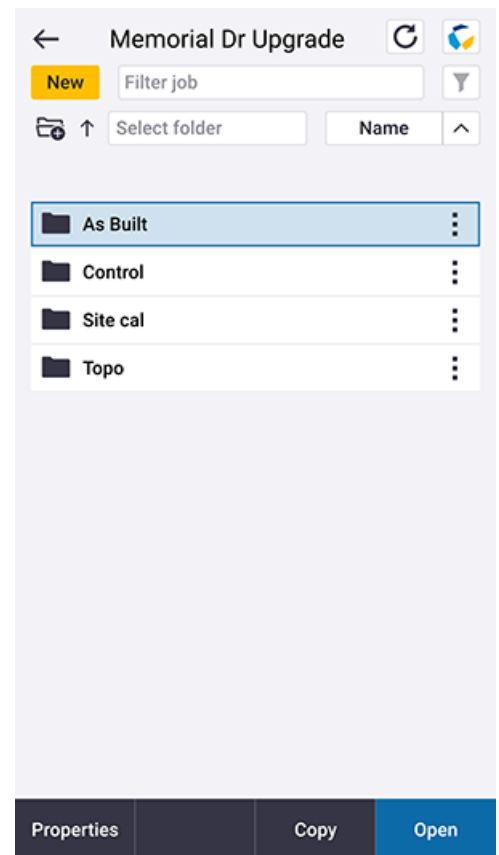 Memorial Dr Upgrade
New Filter job
Select folder Name
As Built
Control
Site cal
Topo
Properties Copy Open